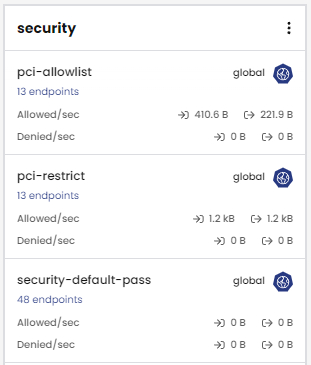 security
pci-allowlist global
13 endpoints
Allowed/sec 410.6 B 221.9 B
Denied/sec 0 B 0 B
pci-restrict global
13 endpoints
Allowed/sec 1.2 kB 1.2 kB
Denied/sec 0 B 0 B
security-default-pass global
48 endpoints
Allowed/sec 0 B 0 B
Denied/sec 0 B 0 B